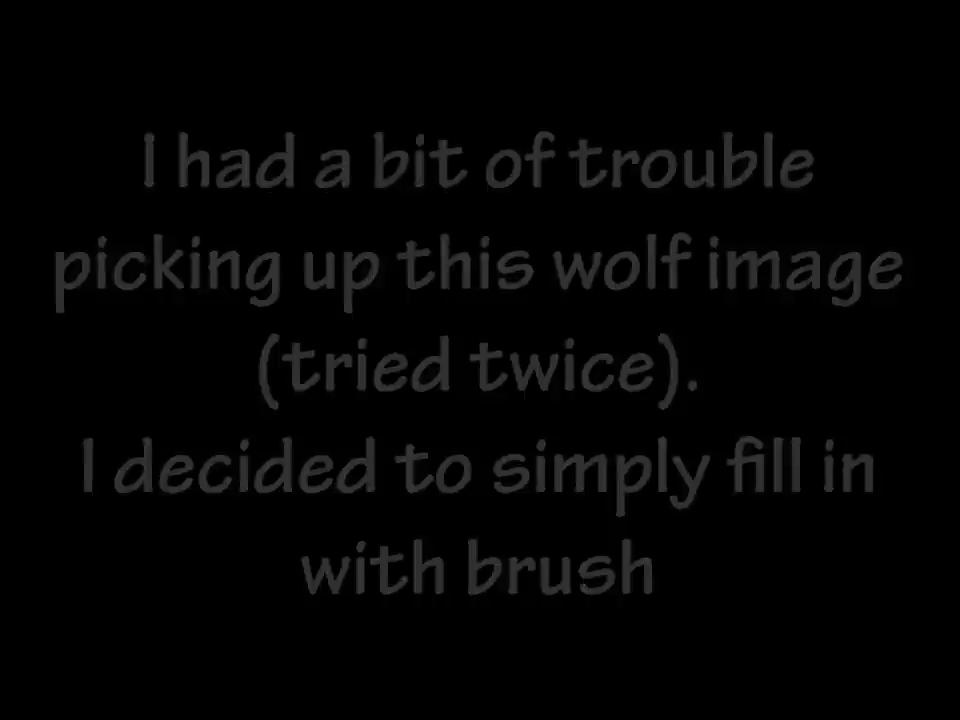 I had a bit of trouble
picking up this wolf image
(tried twice).
I decided to simply fill in
with brush